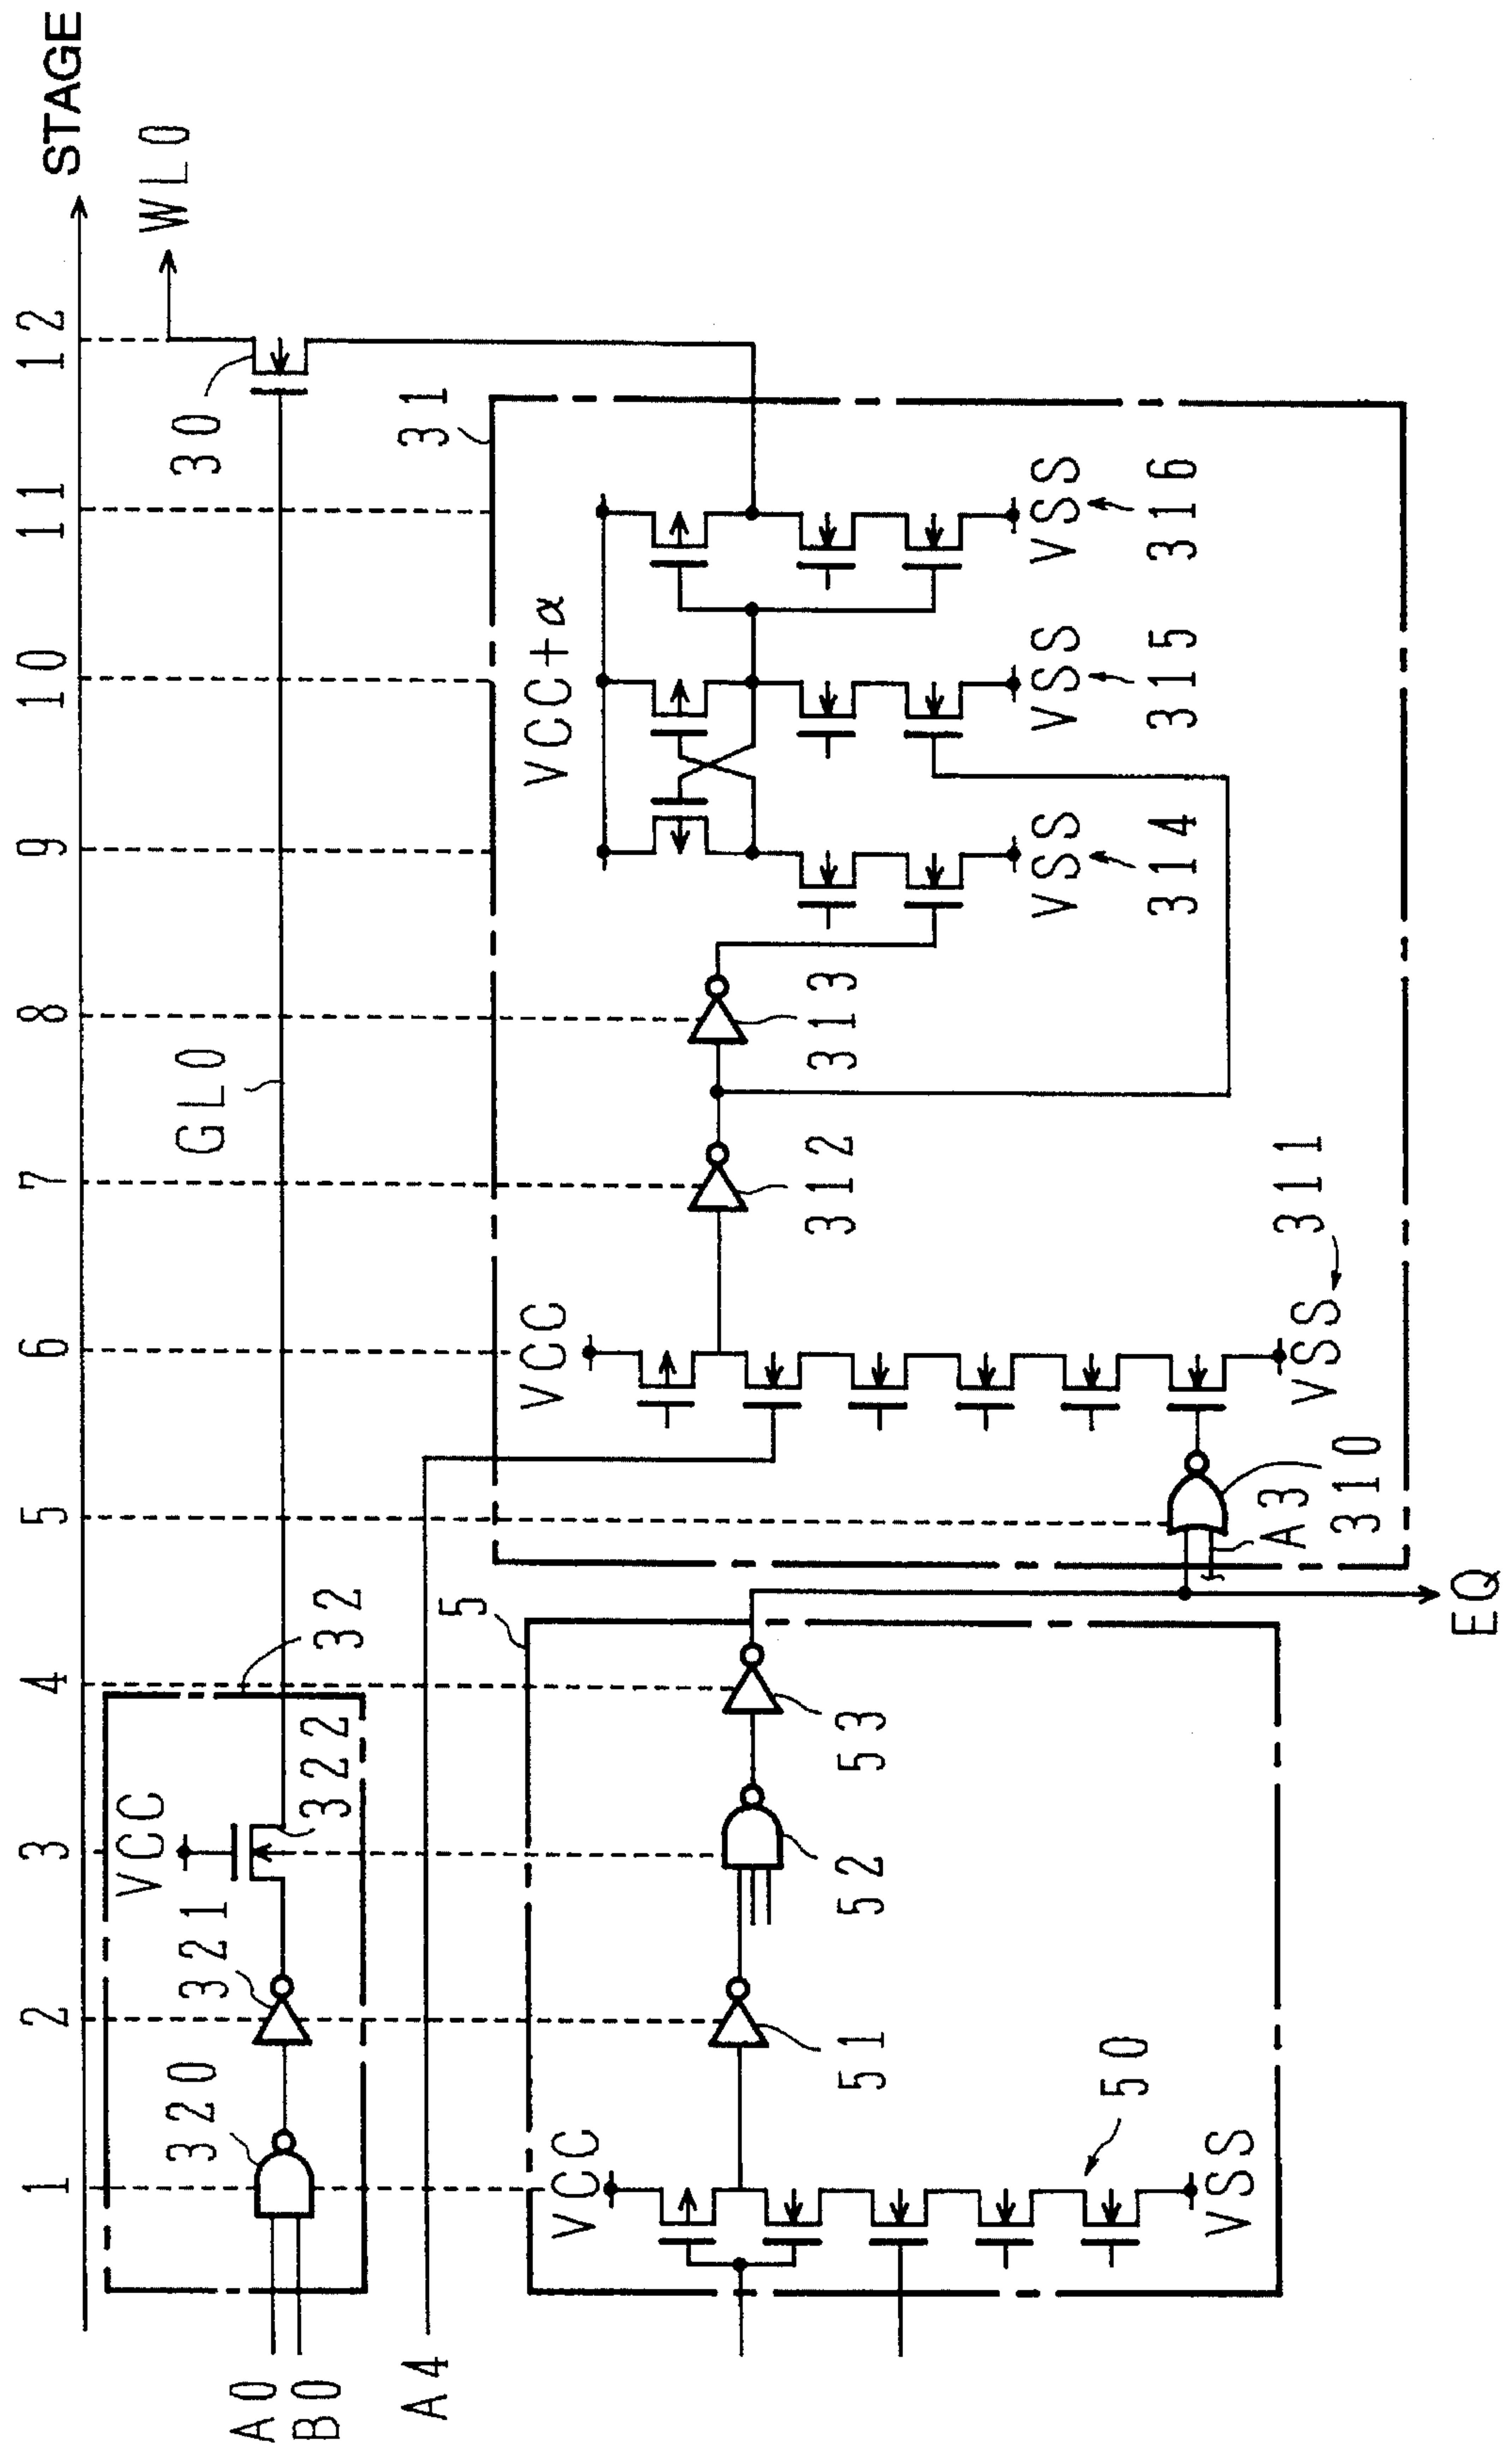 STAGE
1 2 3 4 5 6 7 8 9 10 11 12
WL0
30
GL0
32
VCC
322
321
320
A0
B0
A4
31
VCC+α
VSS
316
VSS
315
VSS
314
313
312
VCC
311
VSS
A3
310
EQ
5
53
52
51
50
VCC
VSS